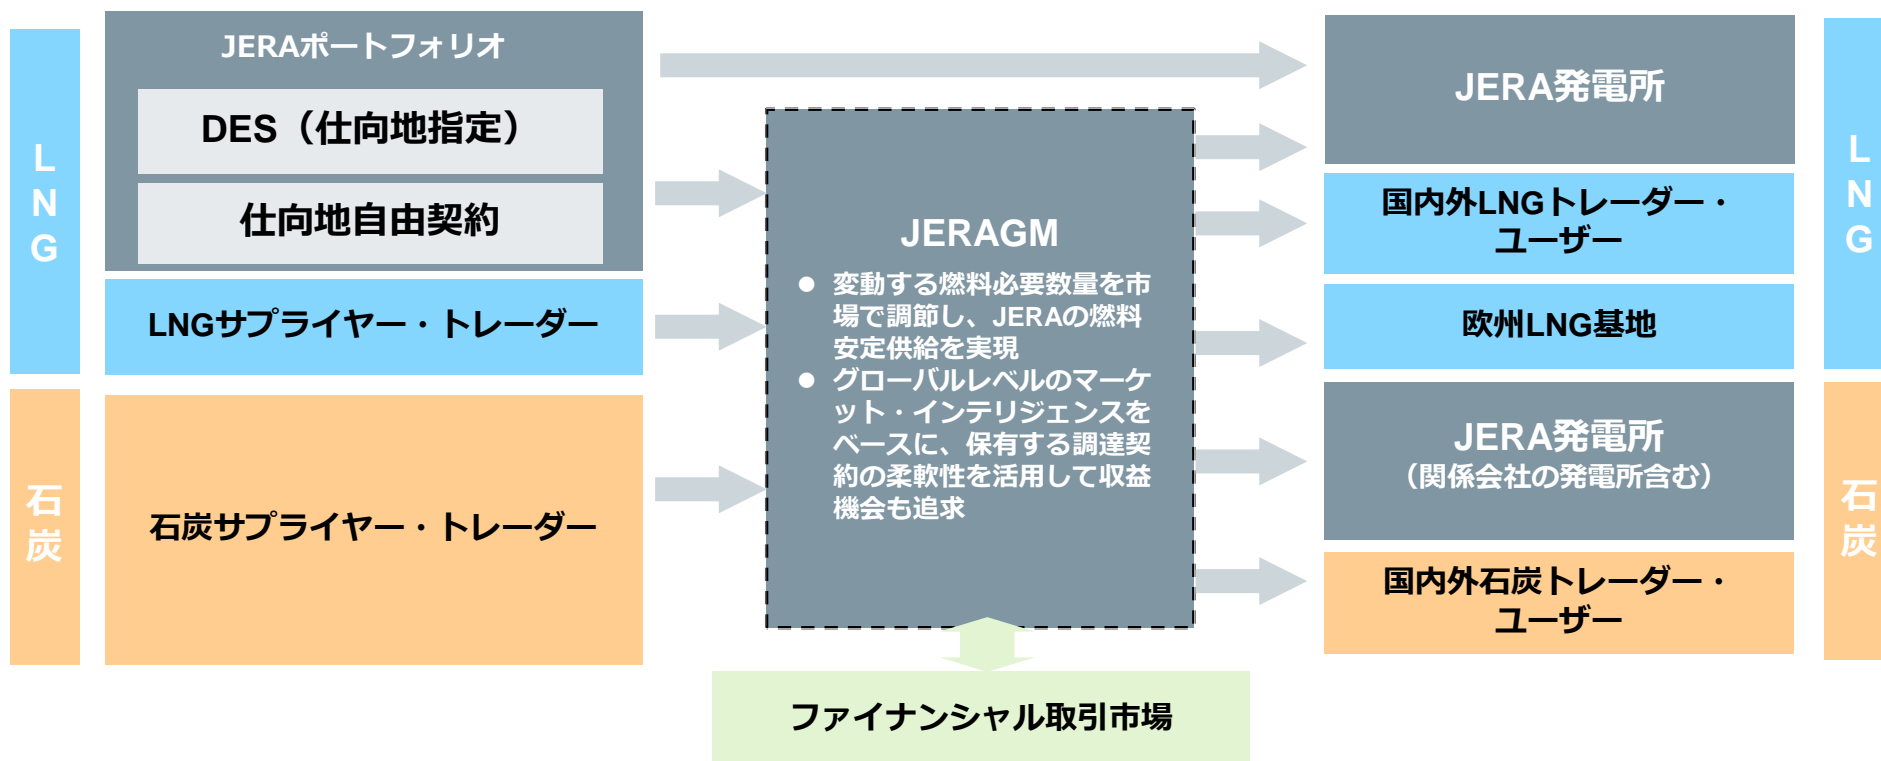 LNG
石炭
JERAポートフォリオ
DES（仕向地指定）
仕向地自由契約
LNGサプライヤー・トレーダー
石炭サプライヤー・トレーダー
JERAGM
● 変動する燃料必要数量を市
場で調節し、JERAの燃料
安定供給を実現
● グローバルレベルのマーケ
ット・インテリジェンスを
ベースに、保有する調達契
約の柔軟性を活用して収益
機会も追求
ファイナンシャル取引市場
JERA発電所
国内外LNGトレーダー・
ユーザー
欧州LNG基地
JERA発電所
（関係会社の発電所含む）
国内外石炭トレーダー・
ユーザー
LNG
石炭